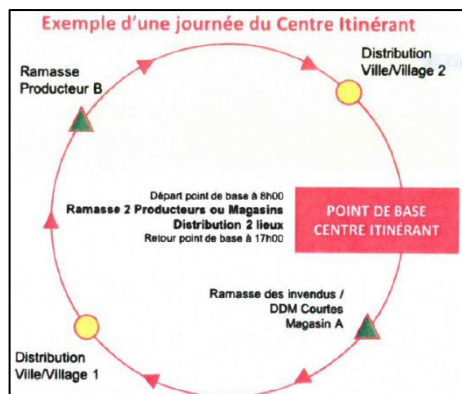 Exemple d'une journée du Centre Itinérant
Distribution
Ville/Village 2
Ramasse
Producteur B
Départ point de base à 8h00
Ramasse 2 Producteurs ou Magasins
Distribution 2 lieux
Retour point de base à 17h00
POINT DE BASE
CENTRE ITINÉRANT
Ramasse des invendus /
DDM Courtes
Magasin A
Distribution
Ville/Village 1